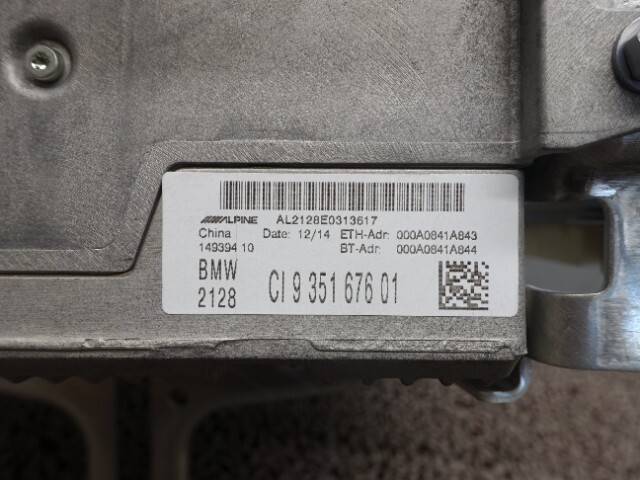 AL2128E0313617
ALPINE
China Date: 12/14 ETH-Adr: 000A0841A843
149394 10 BT-Adr: 000A0841A844
BMW
2128
CI 9 351 676 01